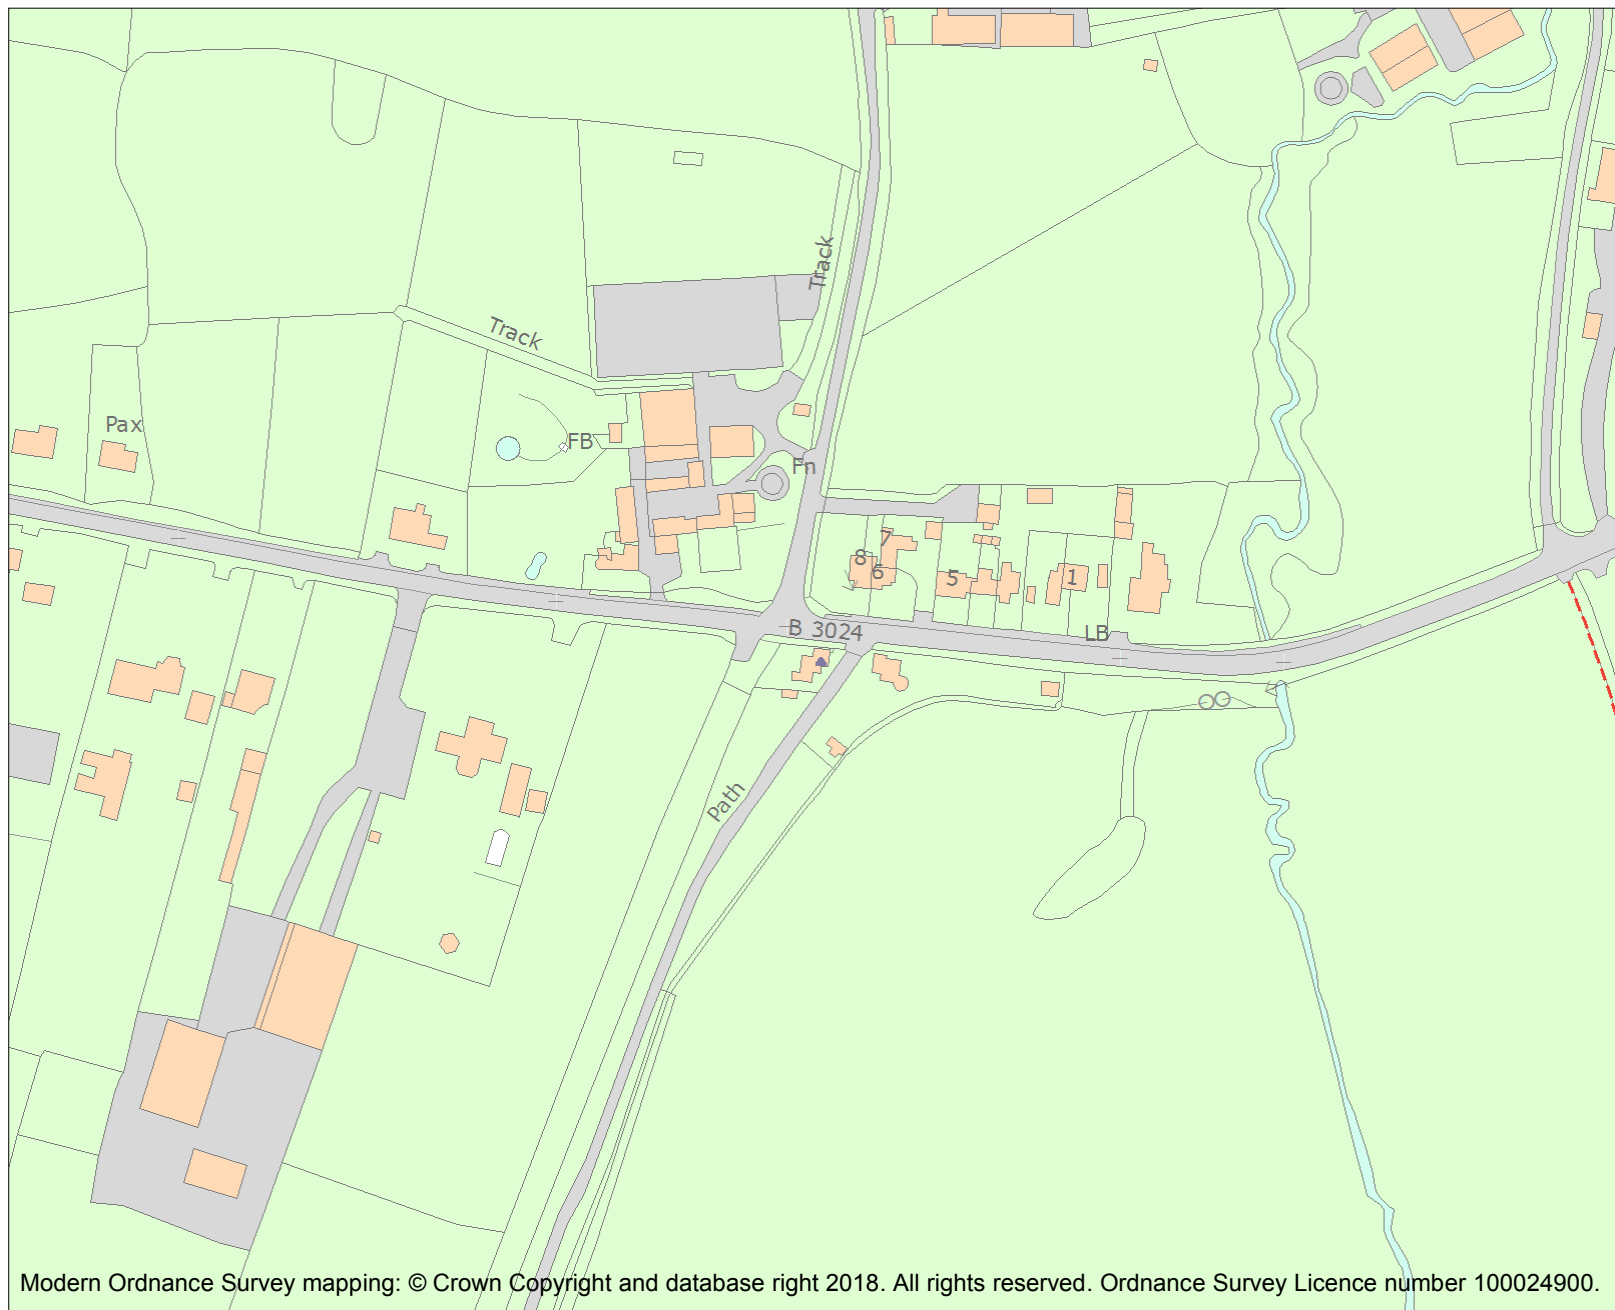 Track
Track
Pax
FB
Fn
7
8
6
5
1
B 3024
LB
Path
Modern Ordnance Survey mapping: © Crown Copyright and database right 2018. All rights reserved. Ordnance Survey Licence number 100024900.